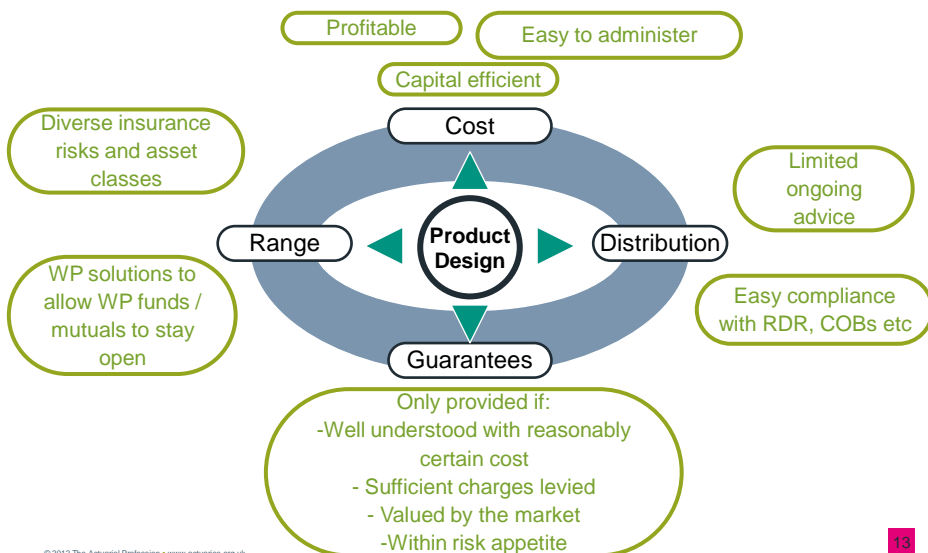 Profitable
Easy to administer
Capital efficient
Cost
Diverse insurance
risks and asset
classes
Limited
ongoing
advice
Range
Product
Design
Distribution
WP solutions to
allow WP funds /
mutuals to stay
open
Easy compliance
with RDR, COBs etc
Guarantees
Only provided if:
-Well understood with reasonably
certain cost
- Sufficient charges levied
- Valued by the market
-Within risk appetite
13